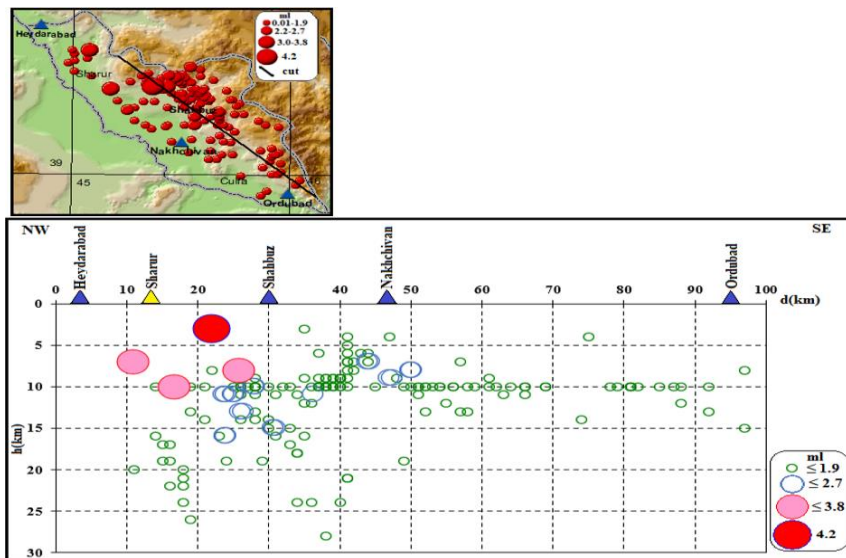 ml
0.01-1.9
2.2-2.7
3.0-3.8
4.2
cut
Heydarabad
Sharur
Shahbuz
Nakhchivan
39
45
Culfa
46
Ordubad
NW
SE
Heydarabad
Sharur
Shahbuz
Nakhchivan
Ordubad
0 10 20 30 40 50 60 70 80 90 100 d(km)
0
5
10
15
20
25
30
h(km)
ml
≤1.9
≤2.7
≤3.8
4.2